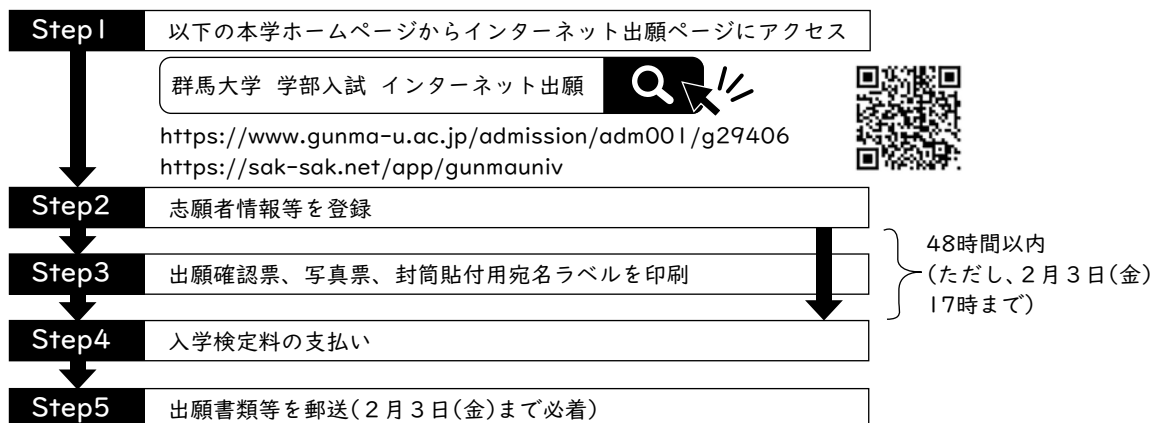 Step1 以下の本学ホームページからインターネット出願ページにアクセス
群馬大学 学部入試 インターネット出願
https://www.gunma-u.ac.jp/admission/adm001/g29406
https://sak-sak.net/app/gunmauniv
Step2 志願者情報等を登録
Step3 出願確認票、写真票、封筒貼付用宛名ラベルを印刷
Step4 入学検定料の支払い
Step5 出願書類等を郵送(2月3日(金)まで必着)
48時間以内
(ただし、2月3日(金)
17時まで)